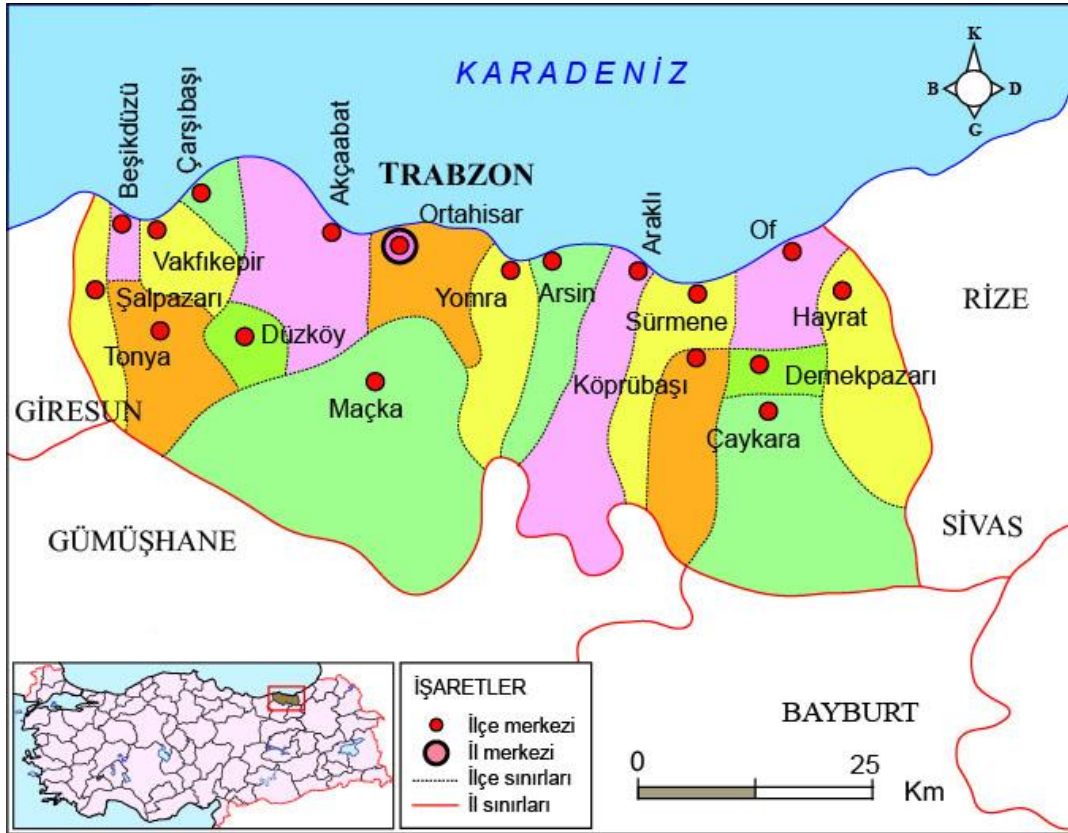 KARADENİZ
K
B
D
G
Beşikdüzü
Çarşıbaşı
Akçaabat
TRABZON
Ortahisar
Araklı
Of
Vakfıkepir
Şalpazarı
Yomra
Arsin
Sürmene
Hayrat
RİZE
Tonya
Düzköy
Maçka
Köprübaşı
Dernekpazarı
Çaykara
GİRESUN
GÜMÜŞHANE
SİVAS
BAYBURT
İŞARETLER
İlçe merkezi
İl merkezi
İlçe sınırları
İl sınırları
0
25
Km